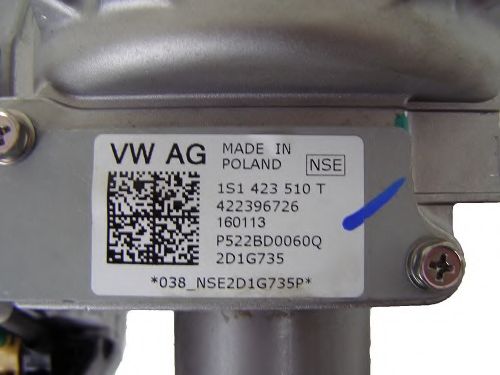 VW AG
MADE IN
POLAND
NSE
1S1 423 510 T
422396726
160113
P522BD0060Q
2D1G735
*038_NSE2D1G735P*